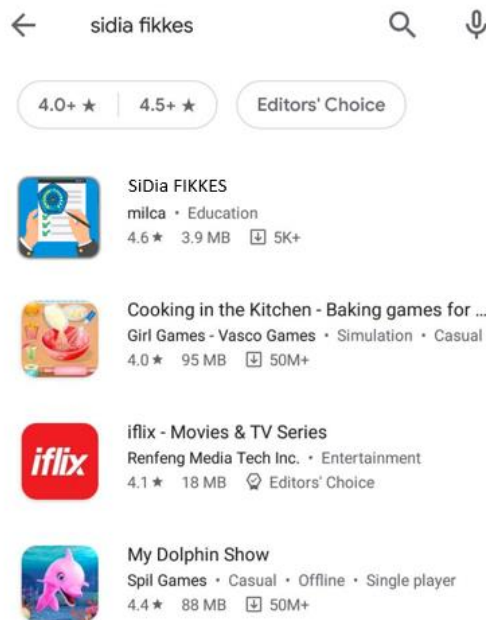 sidia fikkes
4.0+ ★ 4.5+ ★ Editors' Choice
SiDia FIKKES
milca • Education
4.6 ★ 3.9 MB 5K+
Cooking in the Kitchen - Baking games for ...
Girl Games - Vasco Games • Simulation • Casual
4.0 ★ 95 MB 50M+
iflix
iflix - Movies & TV Series
Renfeng Media Tech Inc. • Entertainment
4.1 ★ 18 MB Editors' Choice
My Dolphin Show
Spil Games • Casual • Offline • Single player
4.4 ★ 88 MB 50M+